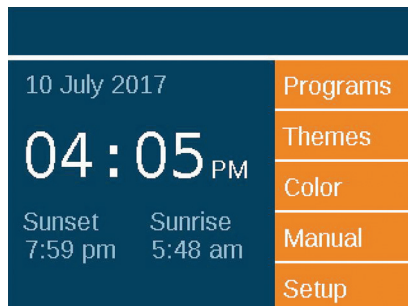 10 July 2017
04:05 PM
Sunset Sunrise
7:59 pm 5:48 am
Programs
Themes
Color
Manual
Setup